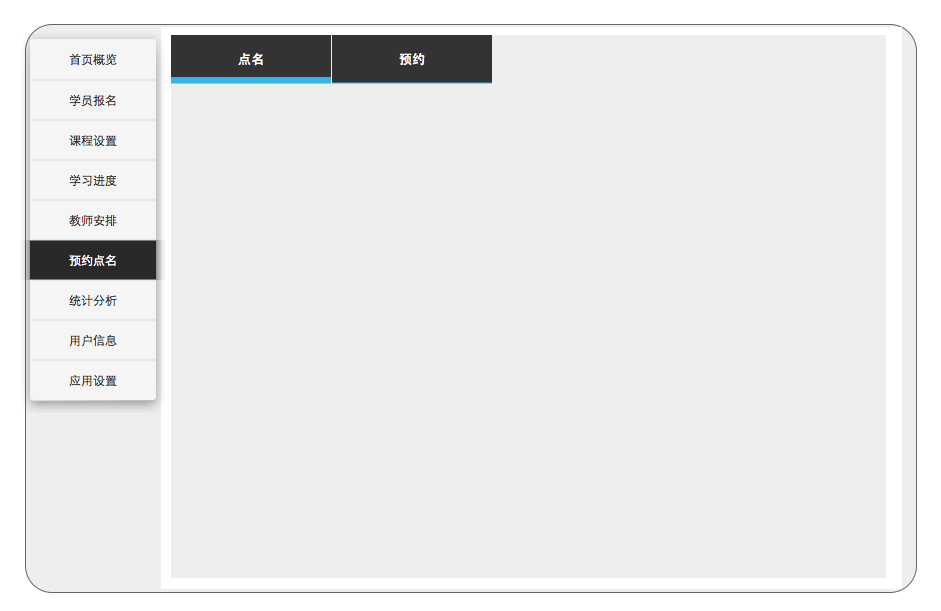 首页概览
学员报名
课程设置
学习进度
教师安排
预约点名
统计分析
用户信息
应用设置
点名
预约